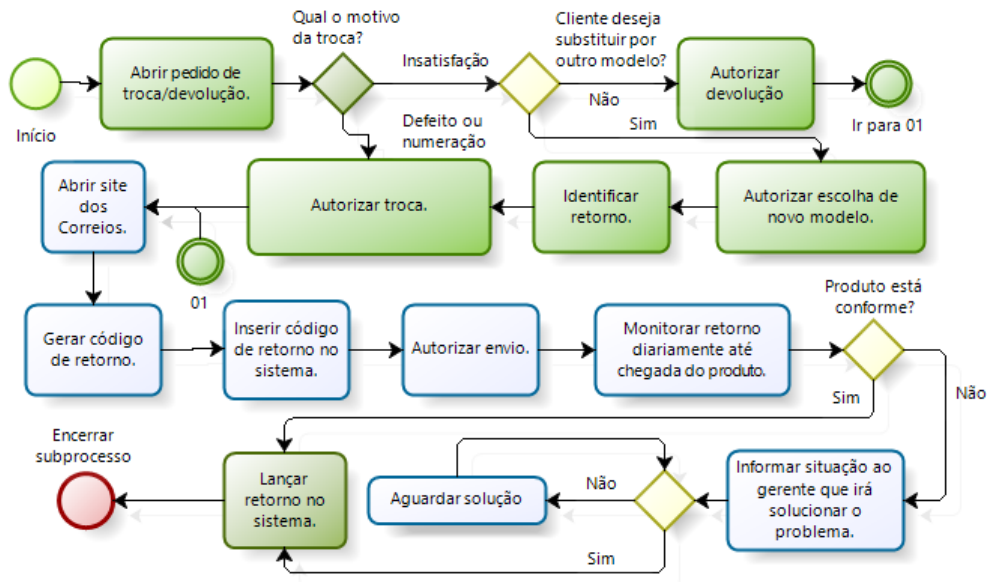 Qual o motivo
da troca?
Cliente deseja
substituir por
outro modelo?
Abrir pedido de
troca/devolução.
Insatisfação
Autorizar
devolução
Não
Sim
Início
Ir para 01
Defeito ou
numeração
Abrir site
dos
Correios.
Autorizar troca.
Identificar
retorno.
Autorizar escolha de
novo modelo.
01
Produto está
conforme?
Gerar código
de retorno.
Inserir código
de retorno no
sistema.
Autorizar envio.
Monitorar retorno
diariamente até
chegada do produto.
Sim
Não
Encerrar
subprocesso
Lançar
retorno no
sistema.
Aguardar solução
Não
Informar situação ao
gerente que irá
solucionar o
problema.
Sim